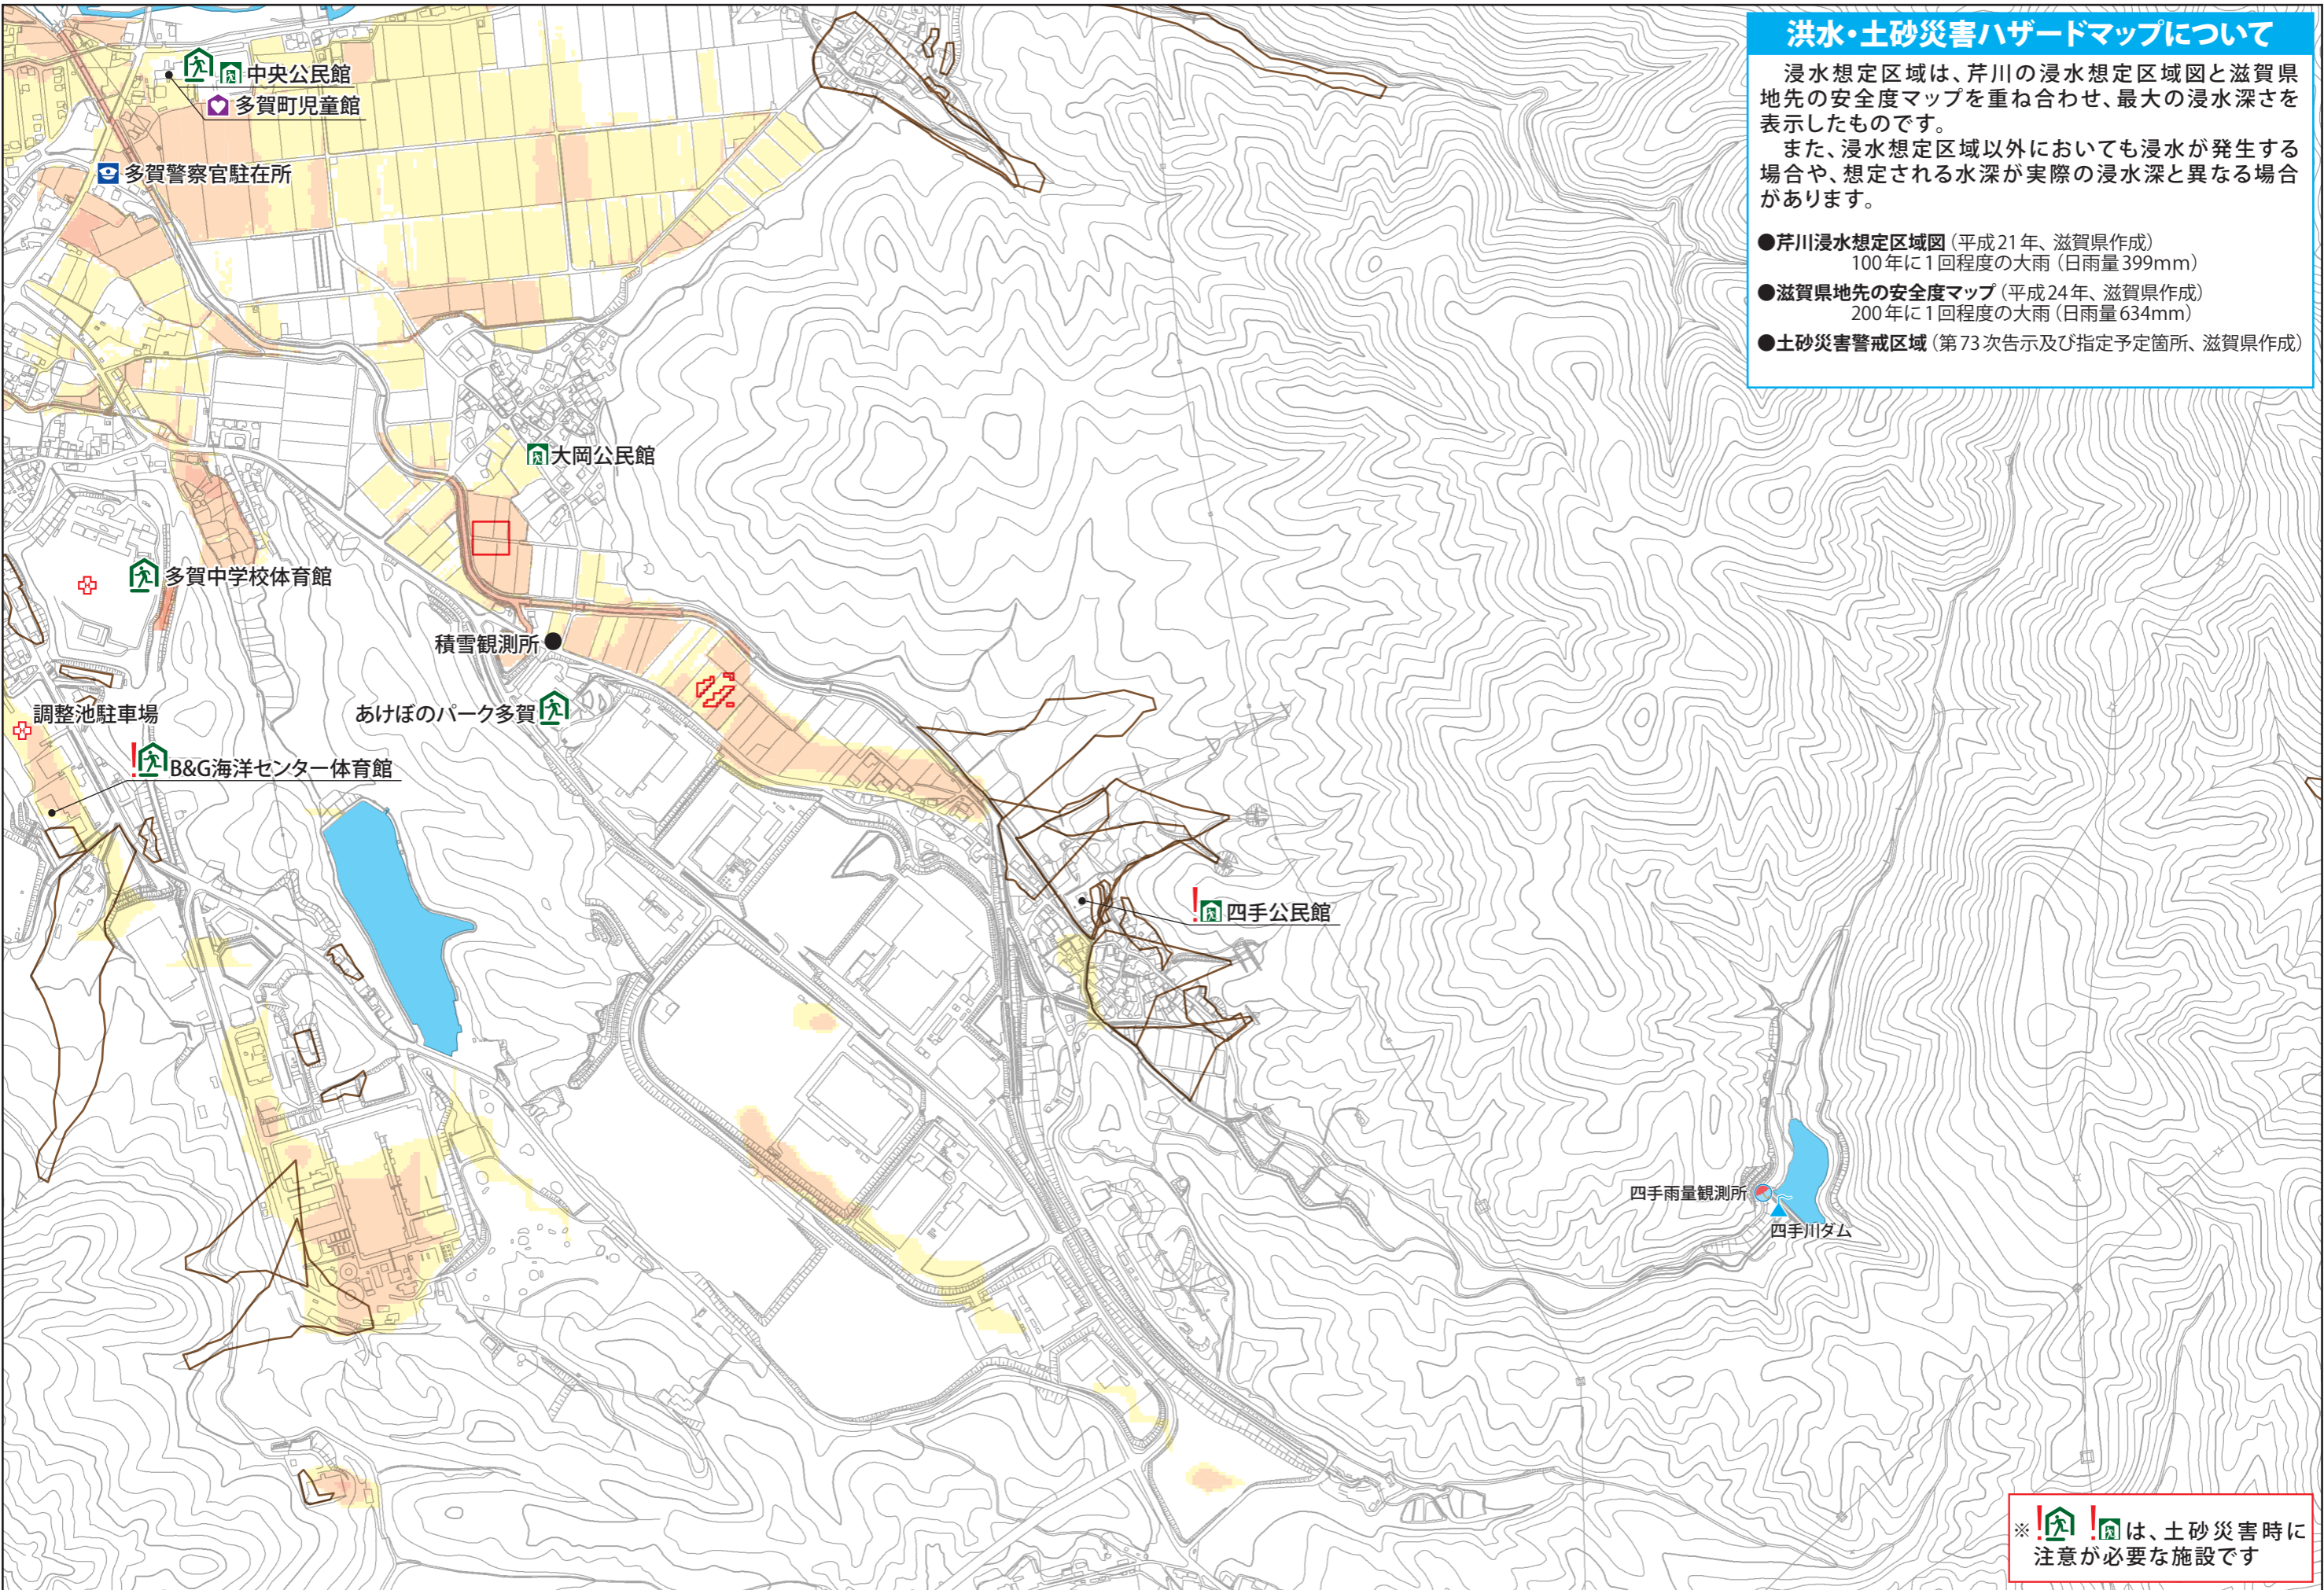 洪水・土砂災害ハザードマップについて
浸水想定区域は、芹川の浸水想定区域図と滋賀県
地先の安全度マップを重ね合わせ、最大の浸水深さを
表示したものです。
また、浸水想定区域以外においても浸水が発生する
場合や、想定される水深が実際の浸水深と異なる場合
があります。
●芹川浸水想定区域図（平成21年、滋賀県作成）
100年に1回程度の大雨（日雨量399mm）
●滋賀県地先の安全度マップ（平成24年、滋賀県作成）
200年に1回程度の大雨（日雨量634mm）
●土砂災害警戒区域（第73次告示及び指定予定箇所、滋賀県作成）
中央公民館
多賀町児童館
多賀警察官駐在所
大岡公民館
多賀中学校体育館
積雪観測所
あけぼのパーク多賀
調整池駐車場
!B&G海洋センター体育館
!四手公民館
四手雨量観測所
四手川ダム
※! !は、土砂災害時に
注意が必要な施設です